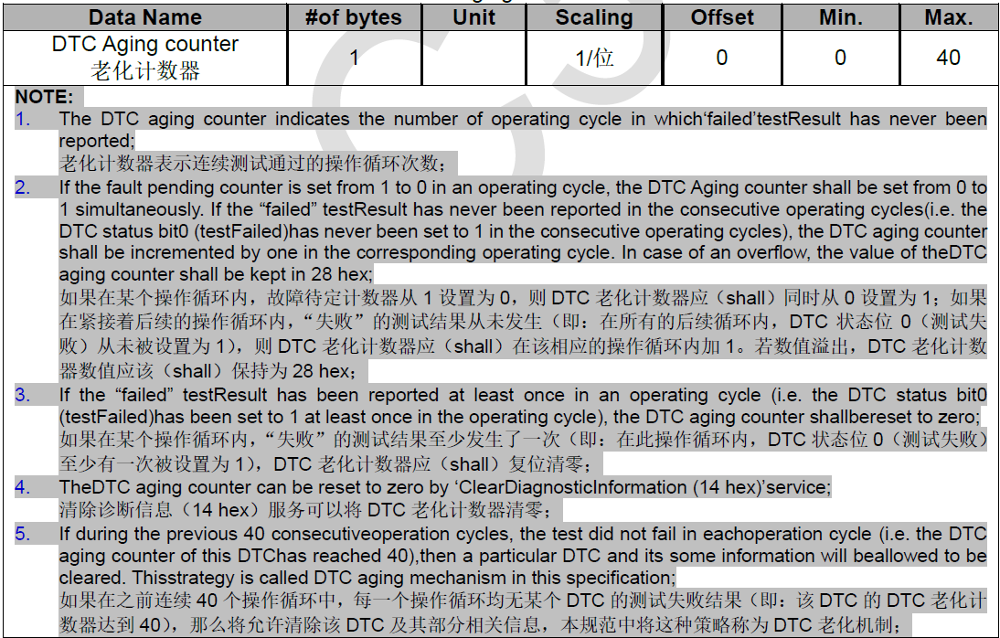 Data Name #of bytes Unit Scaling Offset Min. Max.
DTC Aging counter
老化计数器 1 1/位 0 0 40
NOTE:
1. The DTC aging counter indicates the number of operating cycle in which‘failed’testResult has never been
reported;
老化计数器表示连续测试通过的操作循环次数；
2. If the fault pending counter is set from 1 to 0 in an operating cycle, the DTC Aging counter shall be set from 0 to
1 simultaneously. If the “failed” testResult has never been reported in the consecutive operating cycles(i.e. the
DTC status bit0 (testFailed)has never been set to 1 in the consecutive operating cycles), the DTC aging counter
shall be incremented by one in the corresponding operating cycle. In case of an overflow, the value of theDTC
aging counter shall be kept in 28 hex;
如果在某个操作循环内，故障待定计数器从 1 设置为 0，则 DTC 老化计数器应（shall）同时从 0 设置为 1；如果
在紧接着后续的操作循环内，“失败”的测试结果从未发生（即：在所有的后续循环内，DTC 状态位 0（测试失
败）从未被设置为 1），则 DTC 老化计数器应（shall）在该相应的操作循环内加 1。若数值溢出，DTC 老化计数
器数值应该（shall）保持为 28 hex；
3. If the “failed” testResult has been reported at least once in an operating cycle (i.e. the DTC status bit0
(testFailed)has been set to 1 at least once in the operating cycle), the DTC aging counter shallbereset to zero;
如果在某个操作循环内，“失败”的测试结果至少发生了一次（即：在此操作循环内，DTC 状态位 0（测试失败）
至少有一次被设置为 1），DTC 老化计数器应（shall）复位清零；
4. TheDTC aging counter can be reset to zero by ‘ClearDiagnosticInformation (14 hex)’service;
清除诊断信息（14 hex）服务可以将 DTC 老化计数器清零；
5. If during the previous 40 consecutiveoperation cycles, the test did not fail in eachoperation cycle (i.e. the DTC
aging counter of this DTChas reached 40),then a particular DTC and its some information will beallowed to be
cleared. Thisstrategy is called DTC aging mechanism in this specification;
如果在之前连续 40 个操作循环中，每一个操作循环均无某个 DTC 的测试失败结果（即：该 DTC 的 DTC 老化计
数器达到 40），那么将允许清除该 DTC 及其部分相关信息，本规范中将这种策略称为 DTC 老化机制；